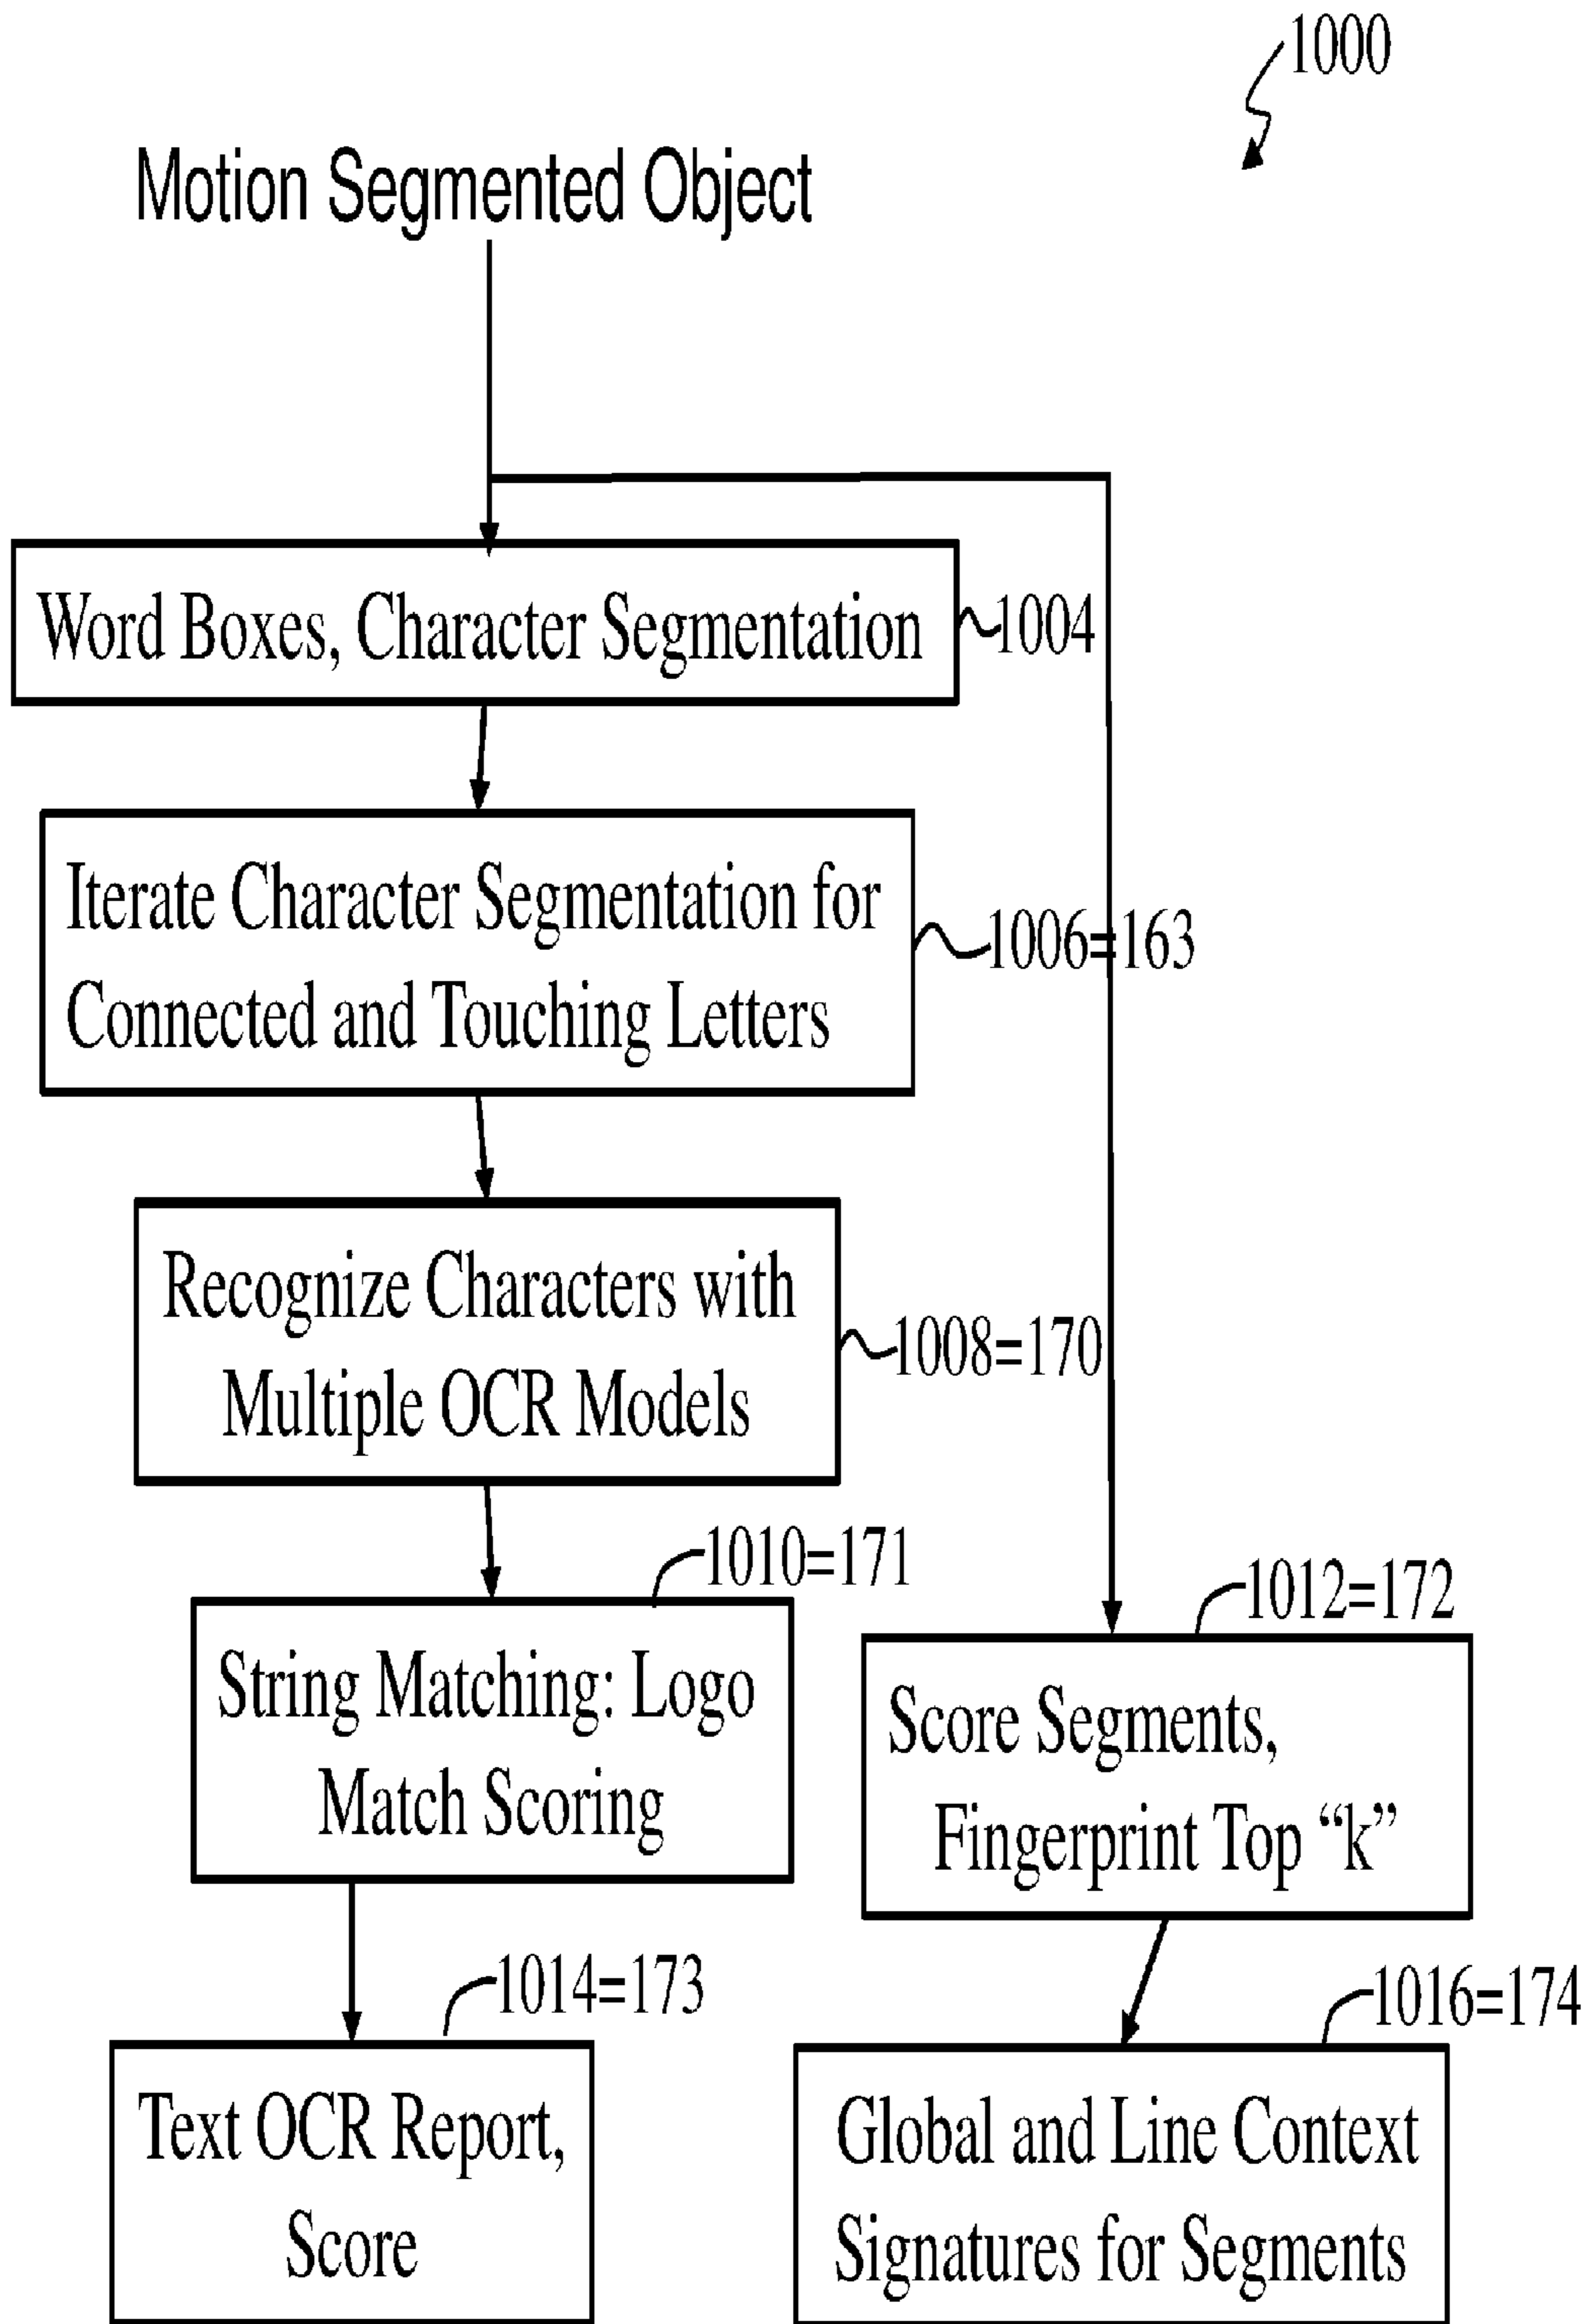 1000
Motion Segmented Object
Word Boxes, Character Segmentation
1004
Iterate Character Segmentation for
Connected and Touching Letters
1006=163
Recognize Characters with
Multiple OCR Models
1008=170
1010=171
String Matching: Logo
Match Scoring
1012=172
Score Segments,
Fingerprint Top “k”
1014=173
Text OCR Report,
Score
1016=174
Global and Line Context
Signatures for Segments